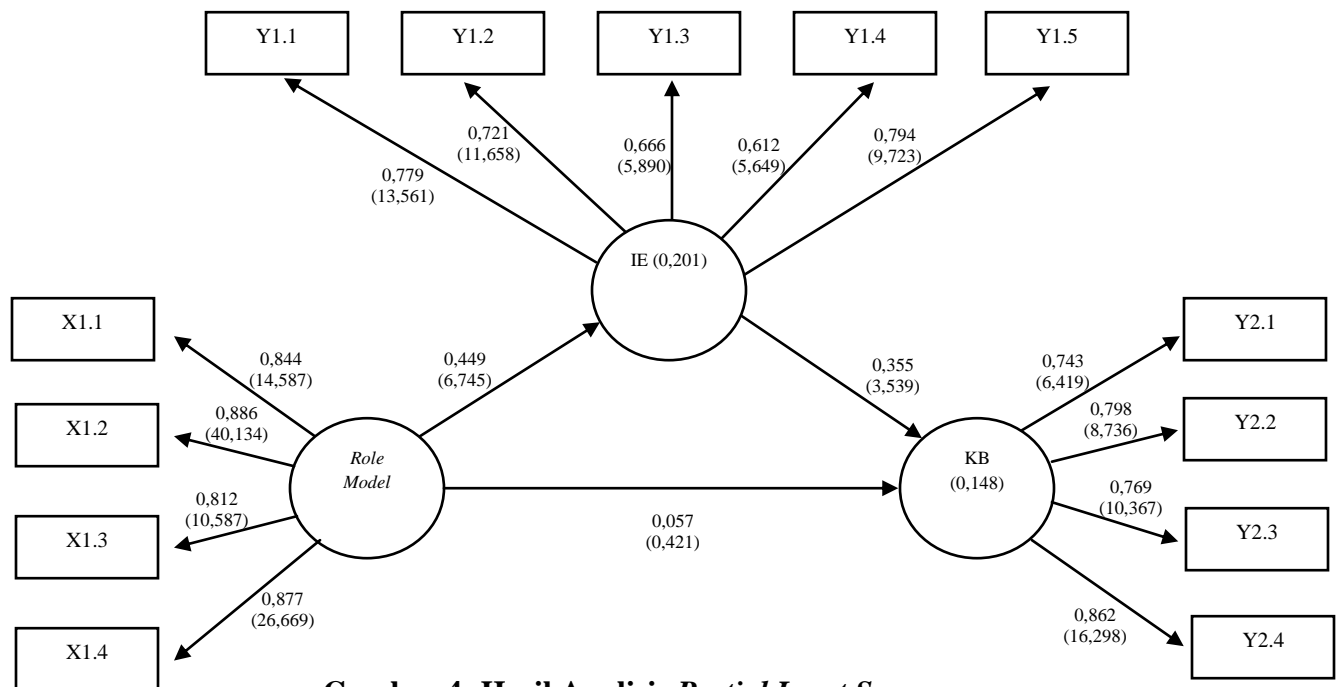 Y1.1
Y1.2
Y1.3
Y1.4
Y1.5
0,779
(13,561)
0,721
(11,658)
0,666
(5,890)
0,612
(5,649)
0,794
(9,723)
IE (0,201)
X1.1
X1.2
X1.3
X1.4
0,844
(14,587)
0,886
(40,134)
0,812
(10,587)
0,877
(26,669)
Role
Model
0,449
(6,745)
0,355
(3,539)
0,057
(0,421)
KB
(0,148)
0,743
(6,419)
0,798
(8,736)
0,769
(10,367)
0,862
(16,298)
Y2.1
Y2.2
Y2.3
Y2.4